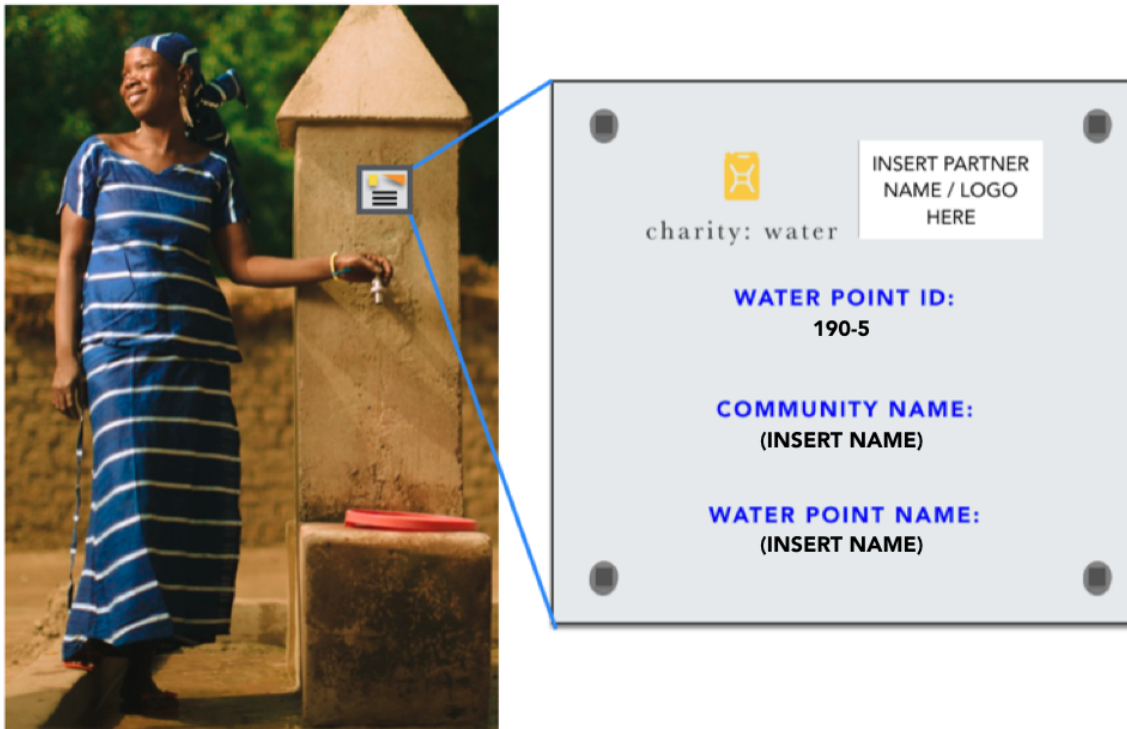 charity: water
INSERT PARTNER
NAME / LOGO
HERE
WATER POINT ID:
190-5
COMMUNITY NAME:
(INSERT NAME)
WATER POINT NAME:
(INSERT NAME)